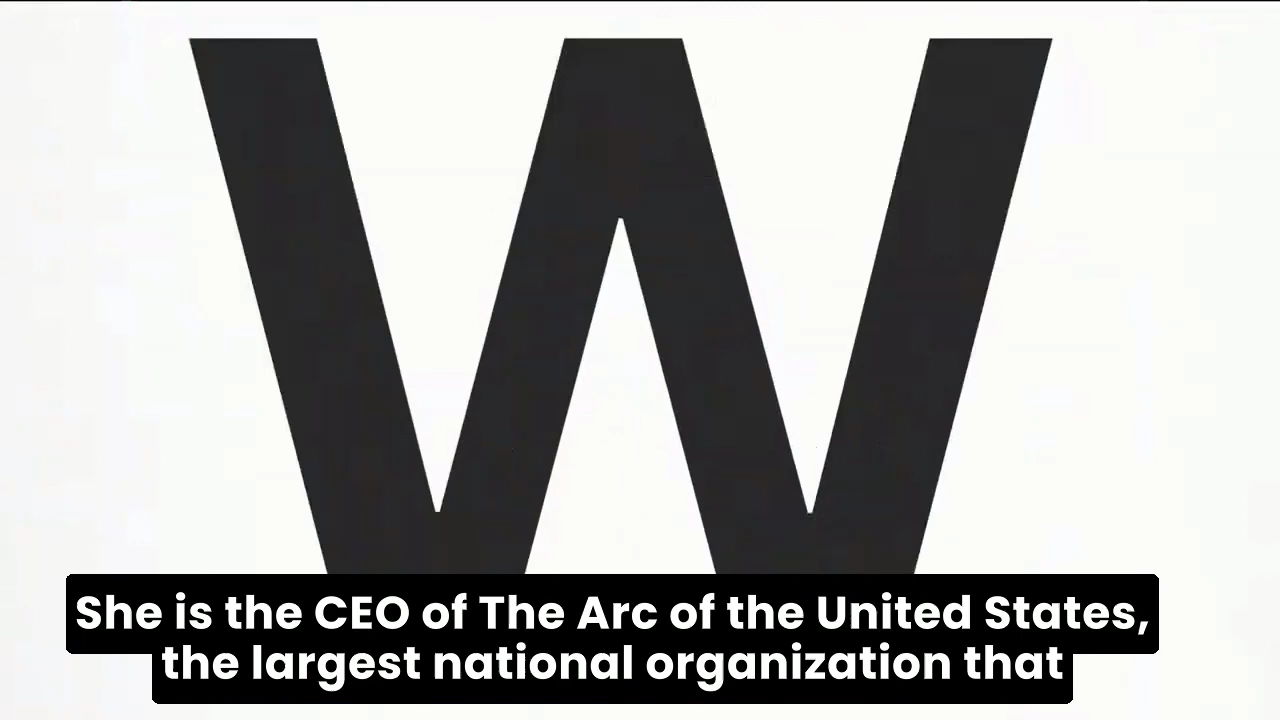 W
She is the CEO of The Arc of the United States,
the largest national organization that